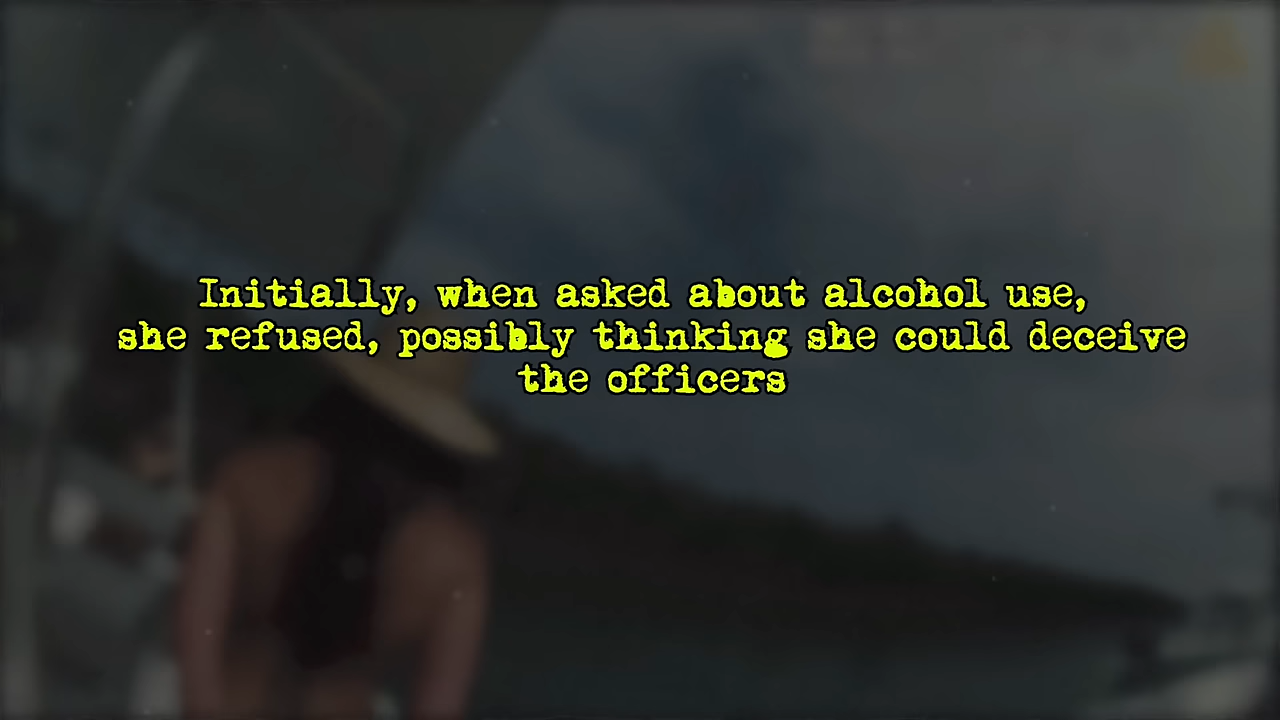 Initially, when asked about alcohol use,
she refused, possibly thinking she could deceive
the officers